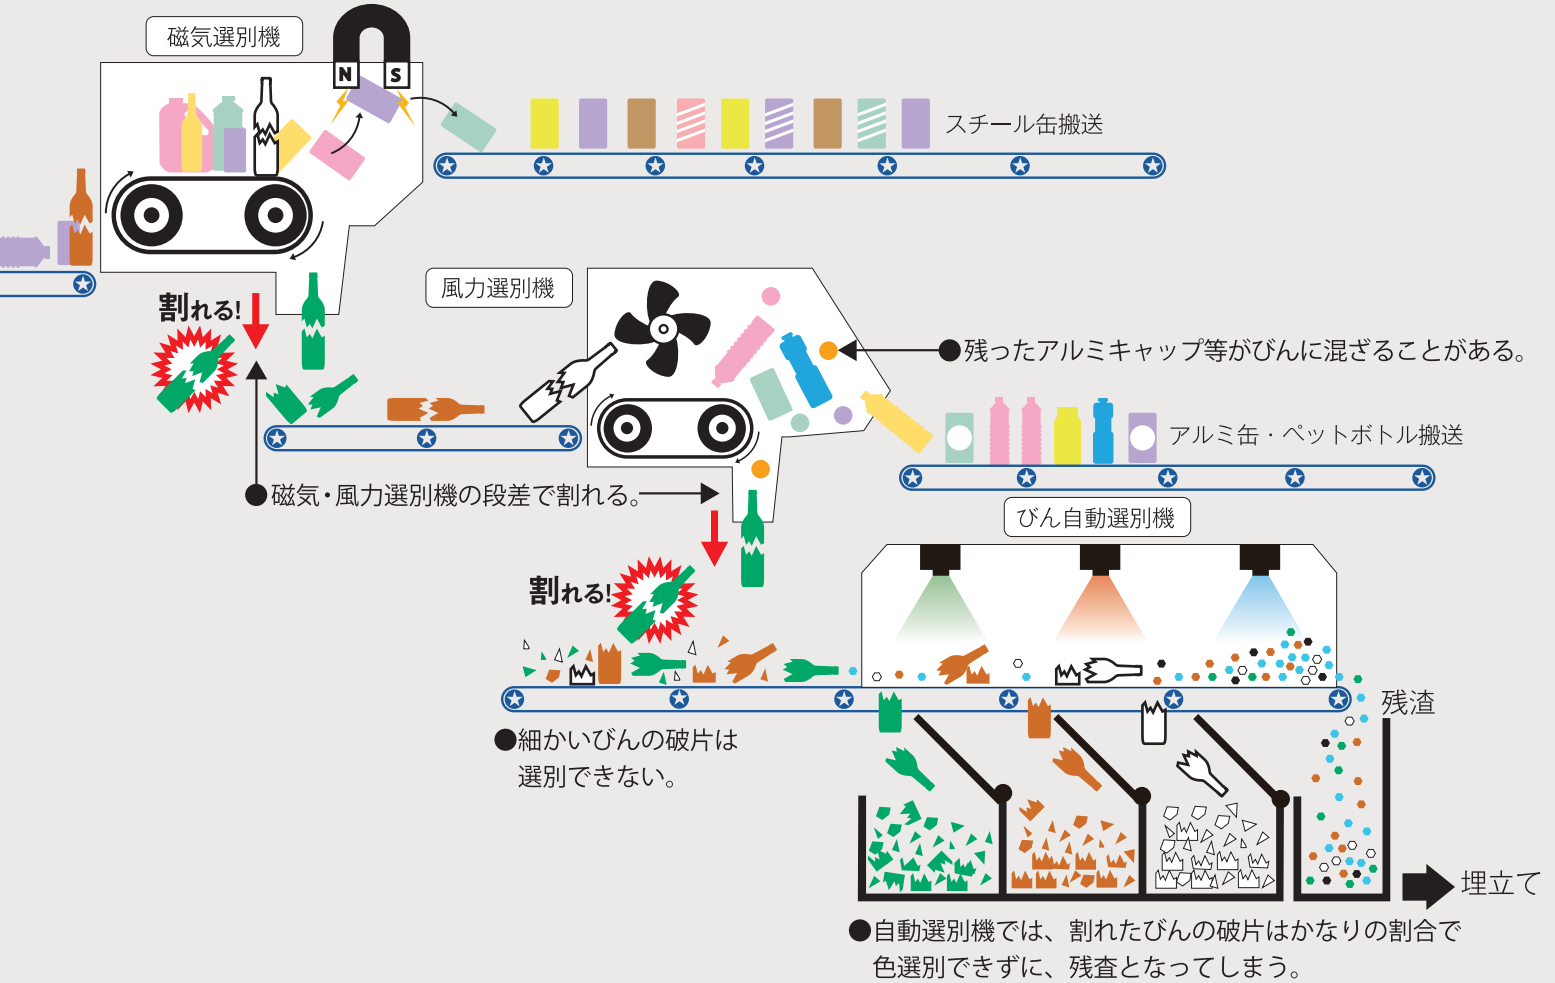 磁気選別機
N S
スチール缶搬送
割れる!
風力選別機
●残ったアルミキャップ等がびんに混ざることがある。
アルミ缶・ペットボトル搬送
●磁気・風力選別機の段差で割れる。
びん自動選別機
割れる!
残渣
●細かいびんの破片は
選別できない。
埋立て
●自動選別機では、割れたびんの破片はかなりの割合で
色選別できずに、残査となってしまう。